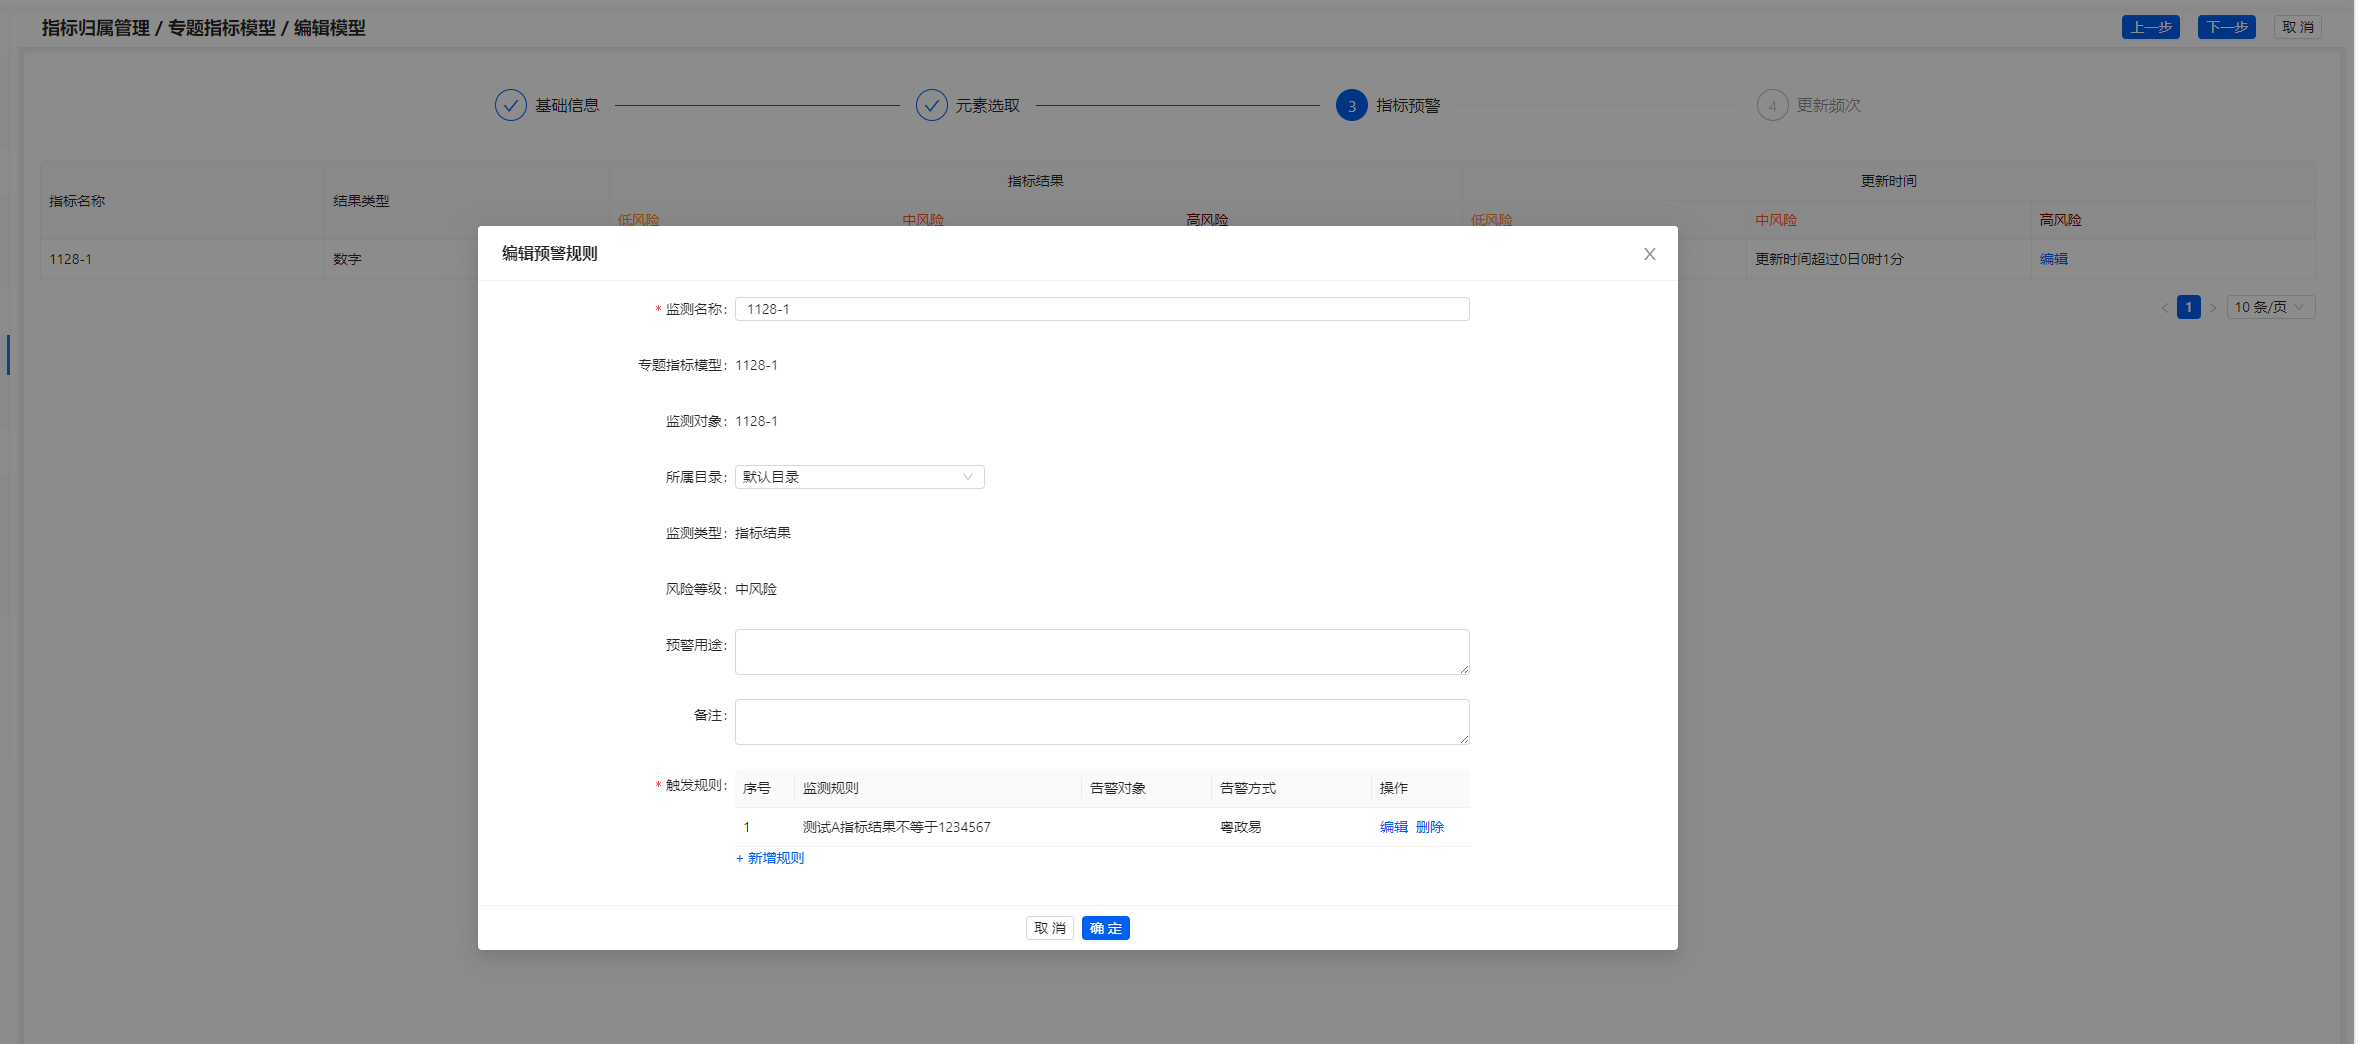 指标归属管理 / 专题指标模型 / 编辑模型
上一步 下一步 取 消
基础信息 元素选取 3 指标预警 4 更新频次
指标名称 结果类型 指标结果 更新时间
低风险 中风险 高风险 低风险 中风险 高风险
1128-1 数字 更新时间超过0日0时1分 编辑
1 10 条/页
编辑预警规则
* 监测名称: 1128-1
专题指标模型: 1128-1
监测对象: 1128-1
所属目录: 默认目录
监测类型: 指标结果
风险等级: 中风险
预警用途:
备注:
* 触发规则: 序号 监测规则 告警对象 告警方式 操作
1 测试A指标结果不等于1234567 粤政易 编辑 删除
+ 新增规则
取 消 确 定